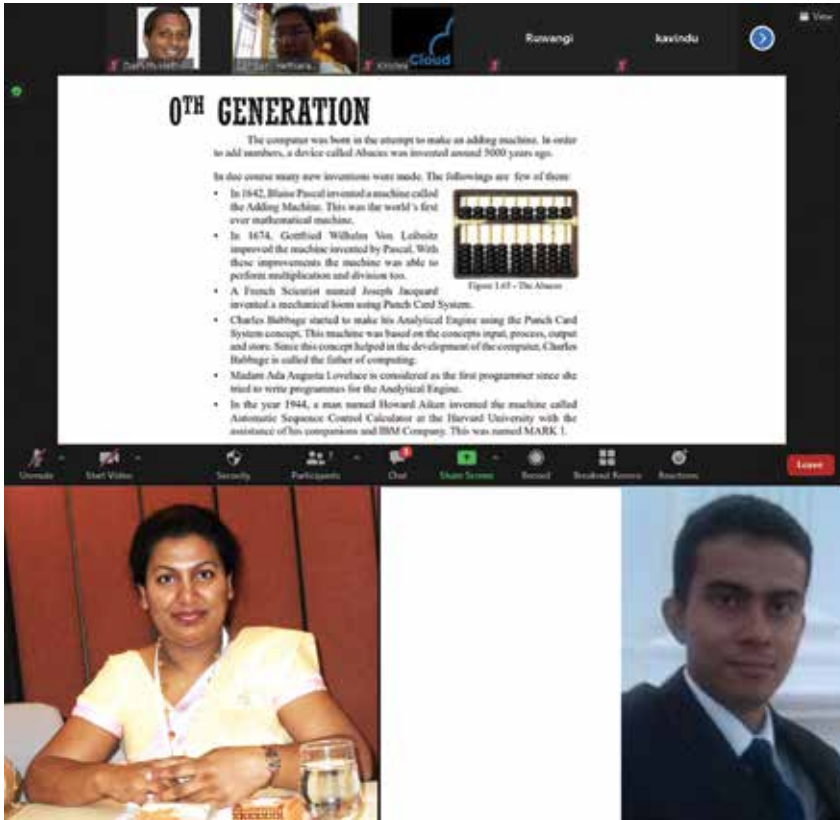 View
Cloud
Ruwangi
kavindu
0TH GENERATION
The computer was born in the attempt to make an adding machine. In order
to add numbers, a device called Abacus was invented around 5000 years ago.
In due course many new inventions were made. The followings are few of them:
• In 1642, Blaise Pascal invented a machine called
the Adding Machine. This was the world's first
ever mathematical machine.
• In 1674, Gottfried Wilhelm Von Leibnitz
improved the machine invented by Pascal. With
these improvements the machine was able to
perform multiplication and division too.
Figure 1.65 - The Abacus
• A French Scientist named Joseph Jacquard
invented a mechanical loom using Punch Card System.
• Charles Babbage started to make his Analytical Engine using the Punch Card
System concept. This machine was based on the concepts input, process, output
and store. Since this concept helped in the development of the computer, Charles
Babbage is called the father of computing.
• Madam Ada Augusta Lovelace is considered as the first programmer since she
tried to write programmes for the Analytical Engine.
• In the year 1944, a man named Howard Aiken invented the machine called
Automatic Sequence Control Calculator at the Harvard University with the
assistance of his companions and IBM Company. This was named MARK 1.
Unmute Start Video Security Participants Chat Share Screen Record Breakout Rooms Reactions Leave